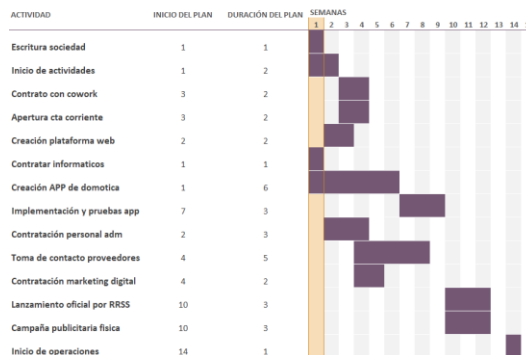 ACTIVIDAD INICIO DEL PLAN DURACIÓN DEL PLAN SEMANAS
1 2 3 4 5 6 7 8 9 10 11 12 13 14
Escritura sociedad 1 1
Inicio de actividades 1 2
Contrato con cowork 3 2
Apertura cta corriente 3 2
Creación plataforma web 2 2
Contratar informaticos 1 1
Creación APP de domotica 1 6
Implementación y pruebas app 7 3
Contratación personal adm 2 3
Toma de contacto proveedores 4 5
Contratación marketing digital 4 2
Lanzamiento oficial por RRSS 10 3
Campaña publicitaria fisica 10 3
Inicio de operaciones 14 1